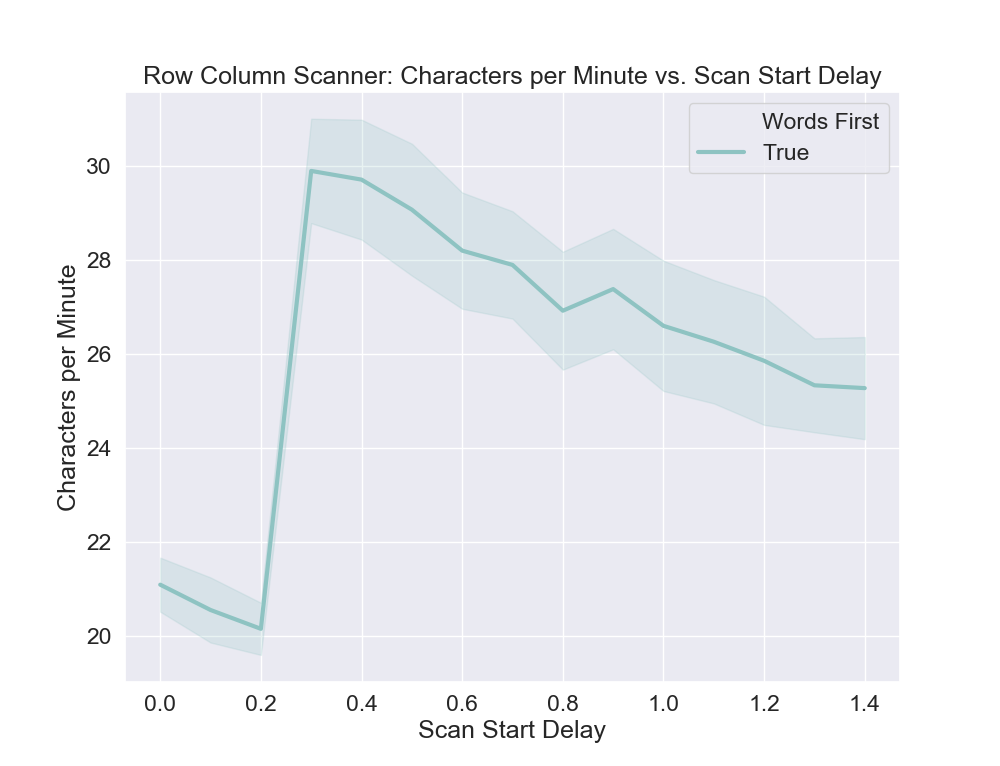 Row Column Scanner: Characters per Minute vs. Scan Start Delay
Words First
True
Characters per Minute
30
28
26
24
22
20
0.0 0.2 0.4 0.6 0.8 1.0 1.2 1.4
Scan Start Delay